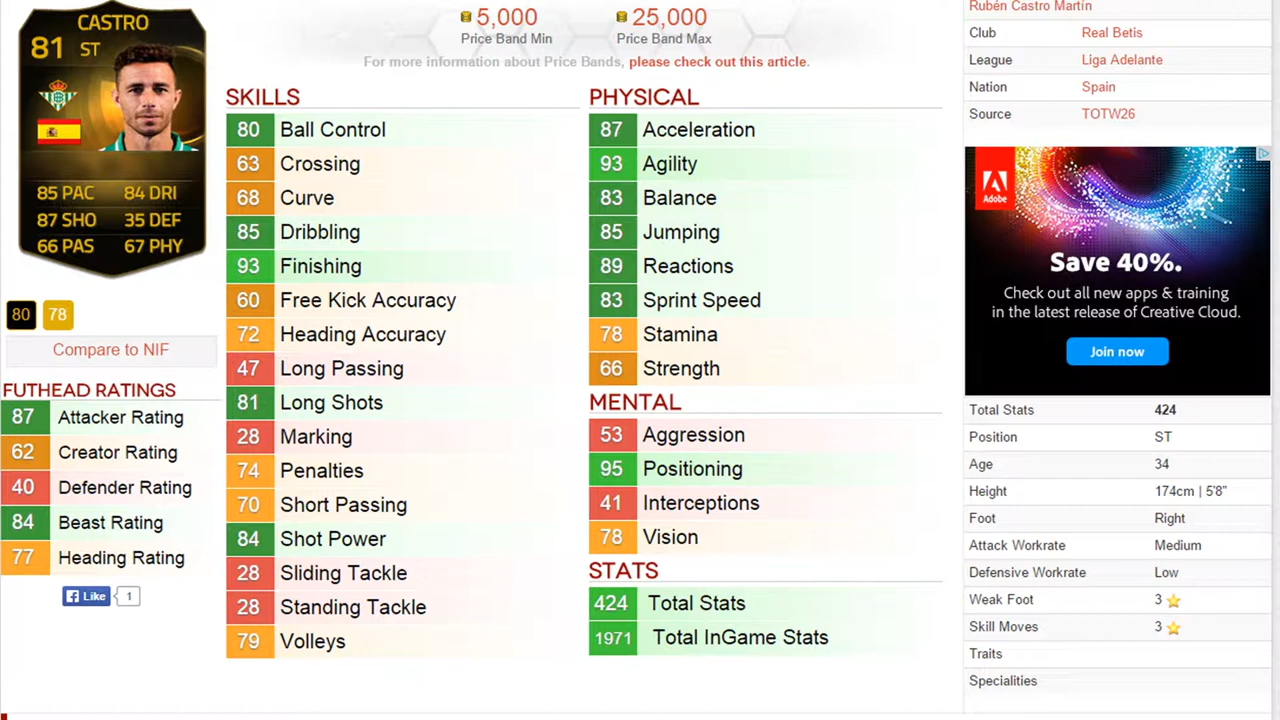 CASTRO
81 ST
85 PAC 84 DRI
87 SHO 35 DEF
66 PAS 67 PHY
80 78
Compare to NIF
FUTHEAD RATINGS
87 Attacker Rating
62 Creator Rating
40 Defender Rating
84 Beast Rating
77 Heading Rating
Like 1
5,000 25,000
Price Band Min Price Band Max
For more information about Price Bands, please check out this article.
SKILLS
80 Ball Control
63 Crossing
68 Curve
85 Dribbling
93 Finishing
60 Free Kick Accuracy
72 Heading Accuracy
47 Long Passing
81 Long Shots
28 Marking
74 Penalties
70 Short Passing
84 Shot Power
28 Sliding Tackle
28 Standing Tackle
79 Volleys
PHYSICAL
87 Acceleration
93 Agility
83 Balance
85 Jumping
89 Reactions
83 Sprint Speed
78 Stamina
66 Strength
MENTAL
53 Aggression
95 Positioning
41 Interceptions
78 Vision
STATS
424 Total Stats
1971 Total InGame Stats
Rubén Castro Martín
Club Real Betis
League Liga Adelante
Nation Spain
Source TOTW26
Adobe
Save 40%.
Check out all new apps & training
in the latest release of Creative Cloud.
Join now
Total Stats 424
Position ST
Age 34
Height 174cm | 5'8"
Foot Right
Attack Workrate Medium
Defensive Workrate Low
Weak Foot 3
Skill Moves 3
Traits
Specialities